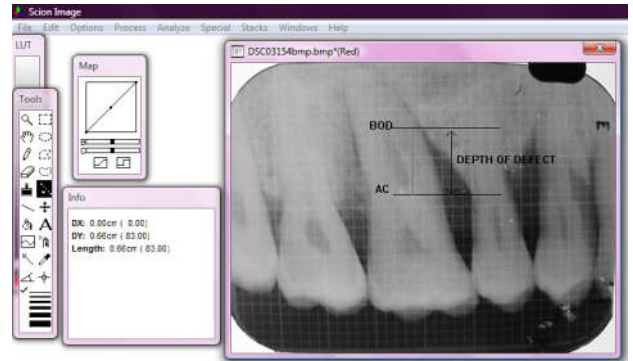 Scion Image
File Edit Options Process Analyze Special Stacks Windows Help
LUT
Map
Tools
A
Info
DX: 0.00cm ( 0.00)
DY: 0.66cm ( 83.00)
Length: 0.66cm ( 83.00)
DSC03154bmp.bmp*(Red)
BOD
DEPTH OF DEFECT
AC